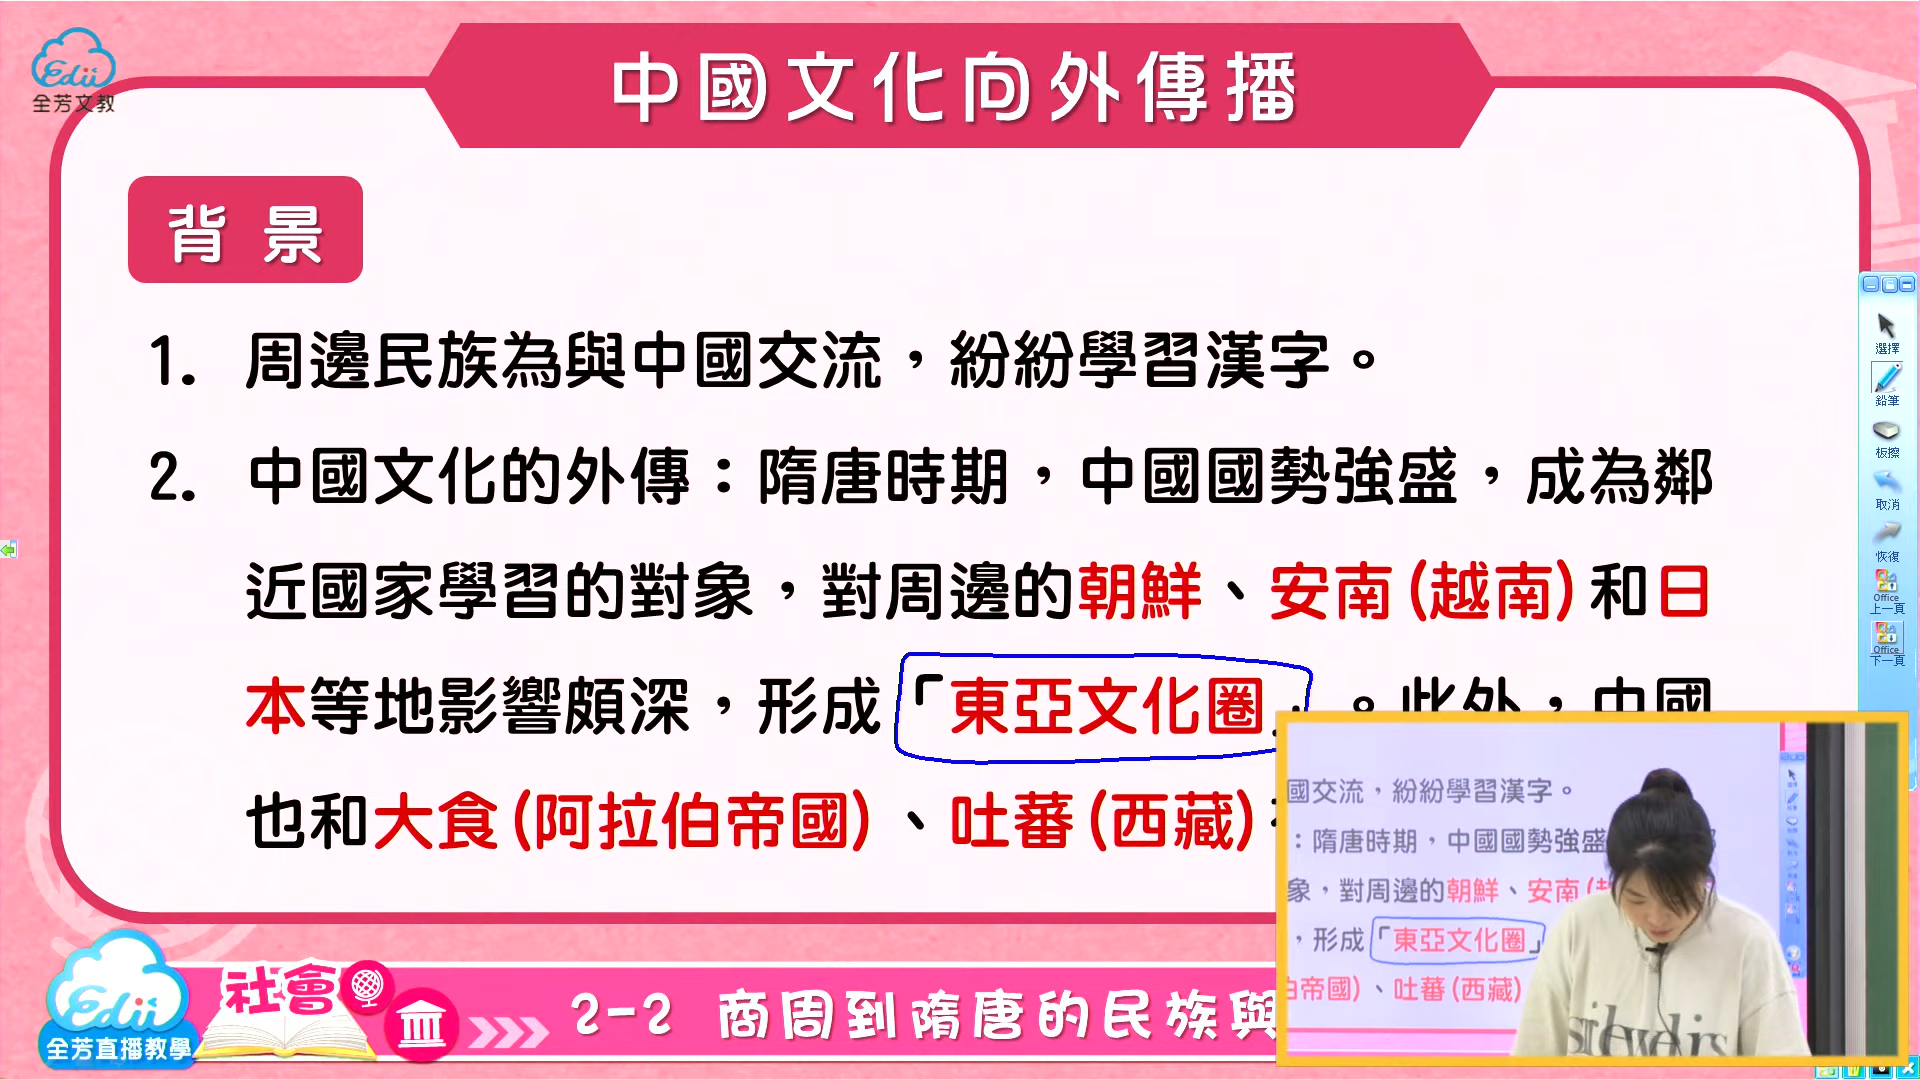 Edii
全芳文教
中國文化向外傳播
背景
1. 周邊民族為與中國交流，紛紛學習漢字。
2. 中國文化的外傳：隋唐時期，中國國勢強盛，成為鄰
近國家學習的對象，對周邊的朝鮮、安南(越南)和日
本等地影響頗深，形成「東亞文化圈」。此外，中國
也和大食(阿拉伯帝國)、吐蕃(西藏)
選擇
鉛筆
板擦
取消
恢復
Office
上一頁
Office
下一頁
國交流，紛紛學習漢字。
：隋唐時期，中國國勢強盛
象，對周邊的朝鮮、安南(
，形成「東亞文化圈」
帝國)、吐蕃(西藏)
Edii
全芳直播教學
社會
2-2 商周到隋唐的民族與